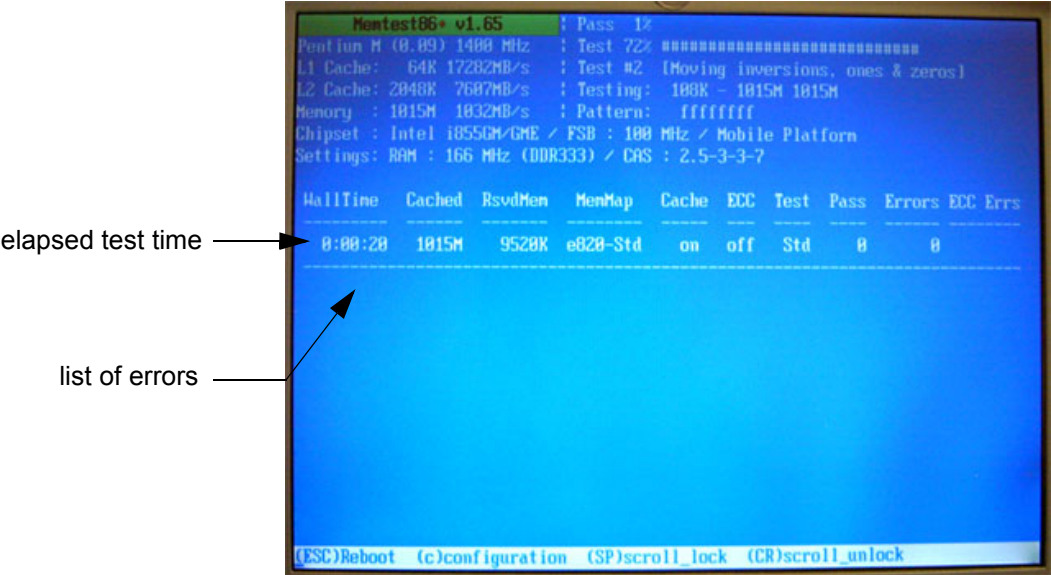 Memtest86+ v1.65 | Pass 1%
Pentium M (0.09) 1400 MHz | Test 72% ############################
L1 Cache: 64K 17282MB/s | Test #2 [Moving inversions, ones & zeros]
L2 Cache: 2048K 7607MB/s | Testing: 108K - 1015M 1015M
Memory : 1015M 1032MB/s | Pattern: ffffffff
Chipset : Intel i855GM/GME / FSB : 100 MHz / Mobile Platform
Settings: RAM : 166 MHz (DDR333) / CAS : 2.5-3-3-7
WallTime Cached RsvdMem MemMap Cache ECC Test Pass Errors ECC Errs
elapsed test time
0:00:20 1015M 9520K e820-Std on off Std 0 0
list of errors
(ESC)Reboot (c)configuration (SP)scroll_lock (CR)scroll_unlock